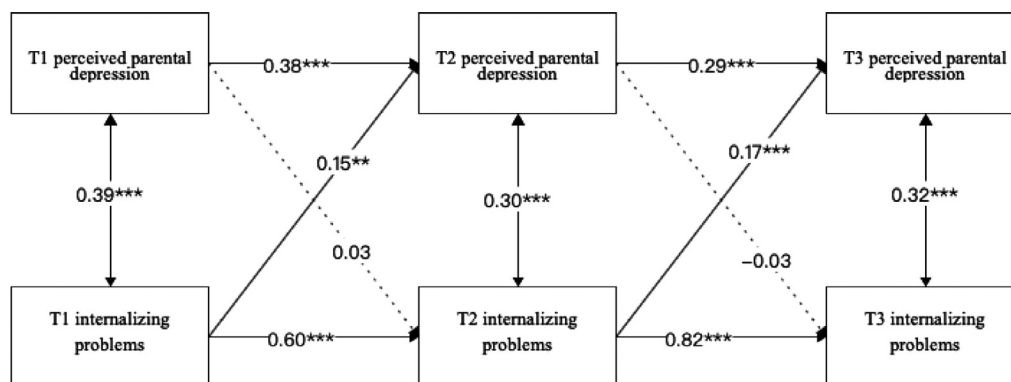 T1 perceived parental
depression
0.38***
T2 perceived parental
depression
0.29***
T3 perceived parental
depression
0.15**
0.17***
0.39***
0.30***
0.32***
0.03
−0.03
T1 internalizing
problems
0.60***
T2 internalizing
problems
0.82***
T3 internalizing
problems